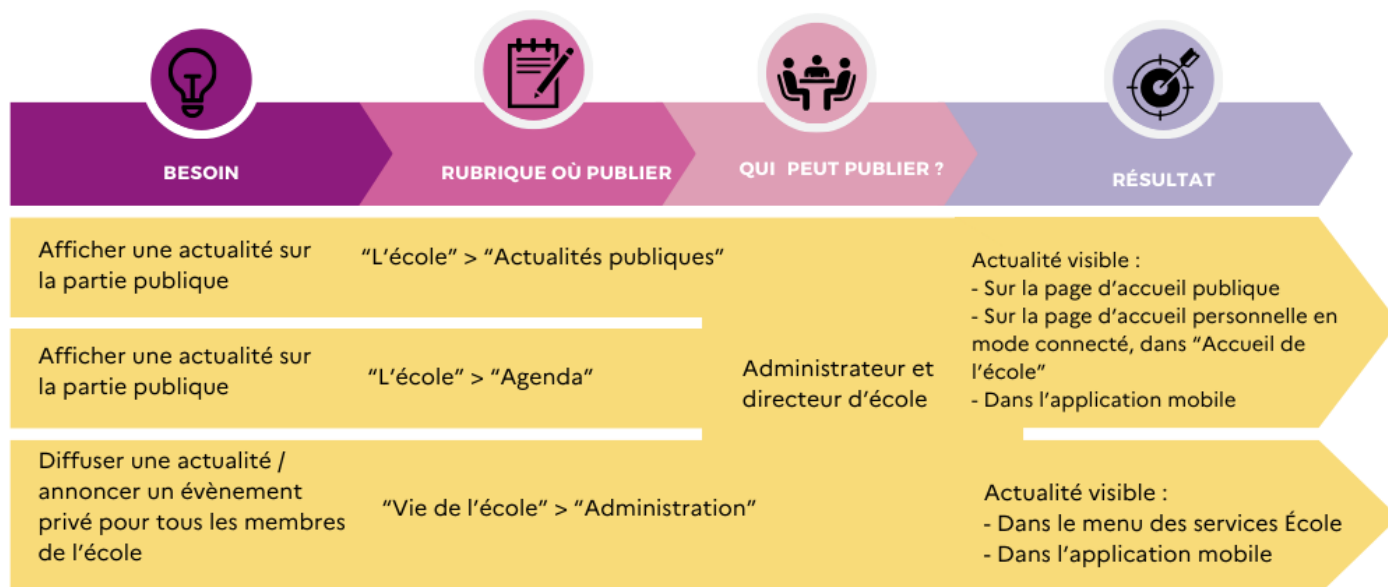 BESOIN
RUBRIQUE OÙ PUBLIER
QUI PEUT PUBLIER ?
RÉSULTAT
Afficher une actualité sur
la partie publique
“L’école” > “Actualités publiques”
Afficher une actualité sur
la partie publique
“L’école” > “Agenda”
Administrateur et
directeur d’école
Actualité visible :
- Sur la page d’accueil publique
- Sur la page d’accueil personnelle en
mode connecté, dans “Accueil de
l’école”
- Dans l’application mobile
Diffuser une actualité /
annoncer un évènement
privé pour tous les membres
de l’école
“Vie de l’école” > “Administration”
Actualité visible :
- Dans le menu des services École
- Dans l’application mobile